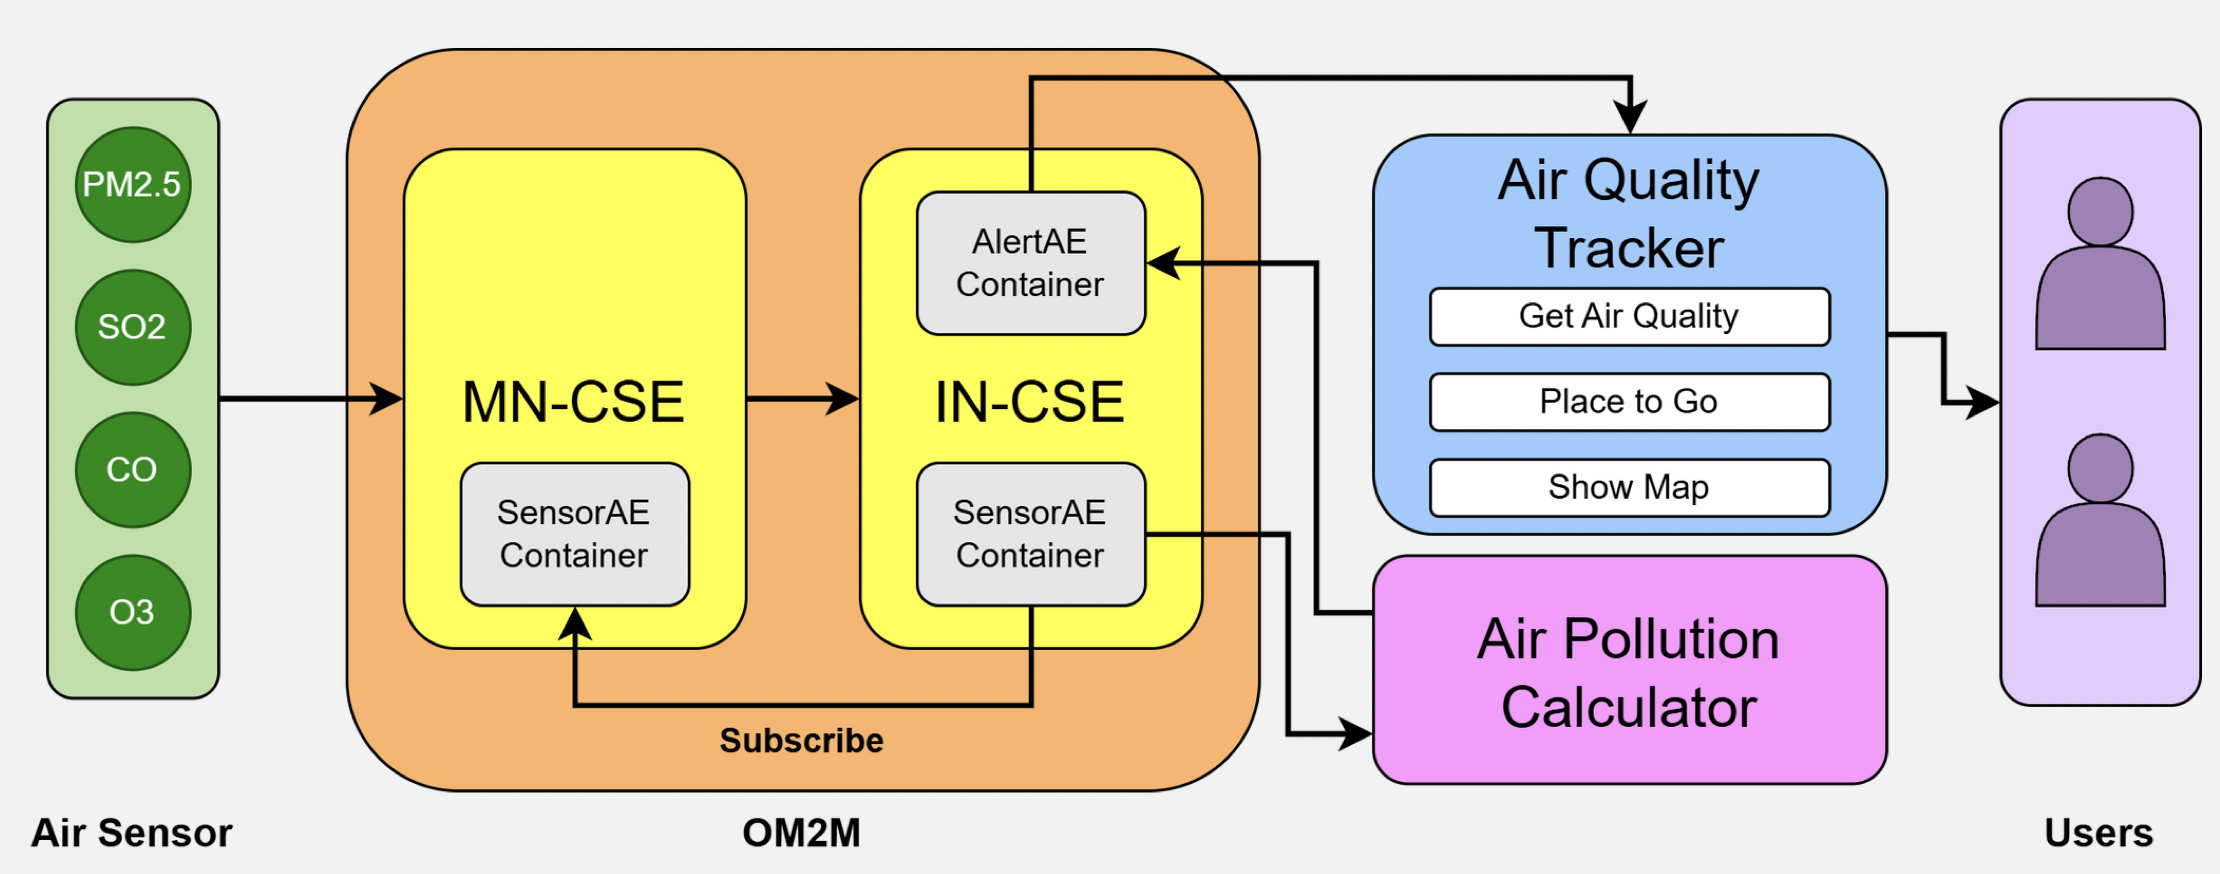 PM2.5
SO2
CO
O3
Air Sensor
MN-CSE
SensorAE
Container
AlertAE
Container
IN-CSE
SensorAE
Container
Subscribe
OM2M
Air Quality
Tracker
Get Air Quality
Place to Go
Show Map
Air Pollution
Calculator
Users